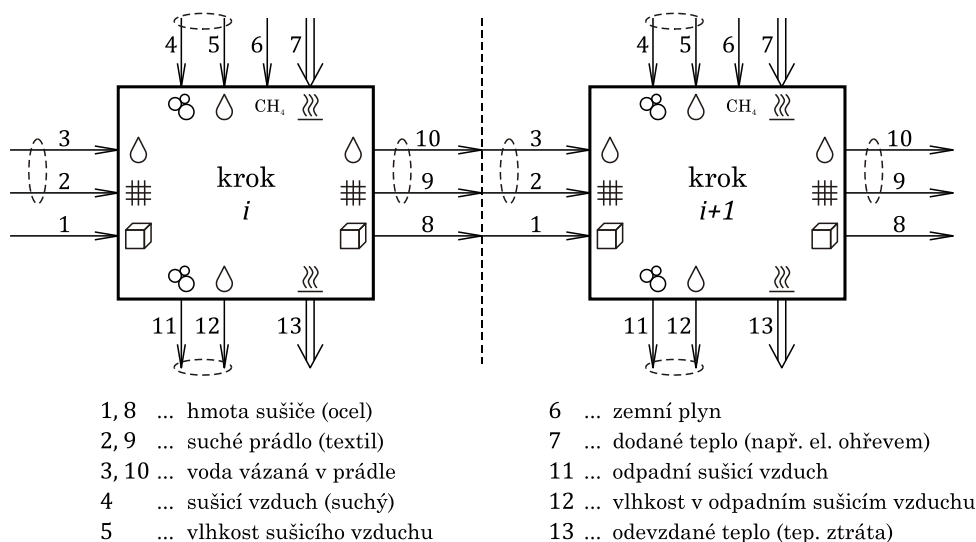 4 5 6 7 4 5 6 7
CH₄ CH₄
3 10 3 10
2 krok 9 2 krok 9
i i+1
1 8 1 8
11 12 13 11 12 13
1, 8 ... hmota sušiče (ocel)
2, 9 ... suché prádlo (textil)
3, 10 ... voda vázaná v prádle
4 ... sušicí vzduch (suchý)
5 ... vlhkost sušicího vzduchu
6 ... zemní plyn
7 ... dodané teplo (např. el. ohřevem)
11 ... odpadní sušicí vzduch
12 ... vlhkost v odpadním sušicím vzduchu
13 ... odevzdané teplo (tep. ztráta)